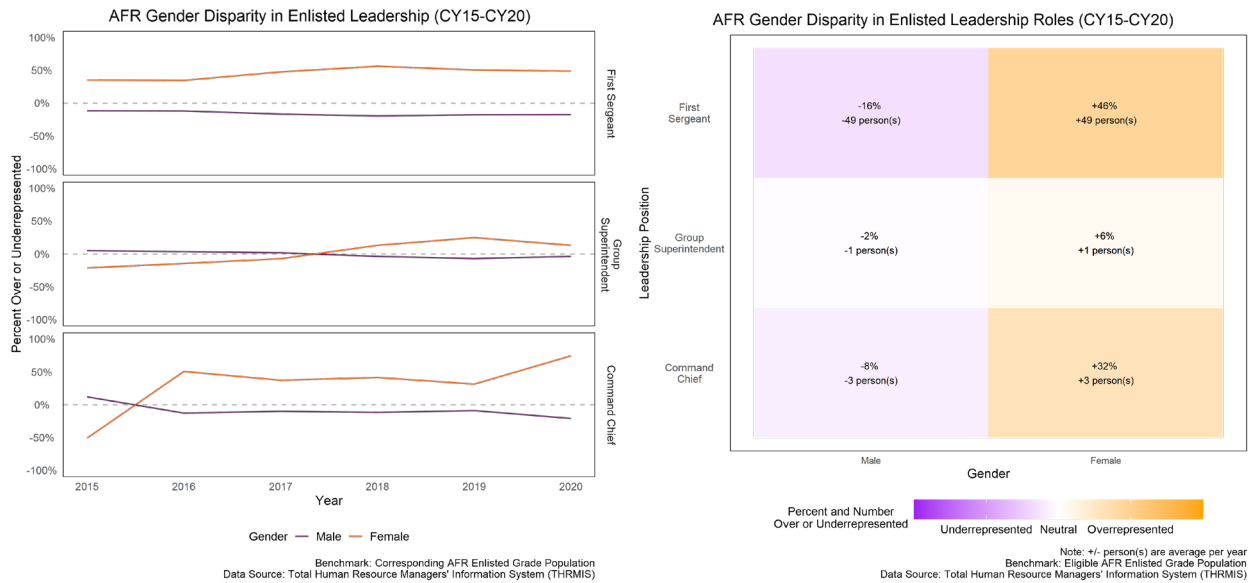 AFR Gender Disparity in Enlisted Leadership (CY15-CY20)
Percent Over or Underrepresented
100%
50%
0%
-50%
-100%
First Sergeant
100%
50%
0%
-50%
-100%
Group
Superintendent
100%
50%
0%
-50%
-100%
Command Chief
2015 2016 2017 2018 2019 2020
Year
Gender Male Female
Benchmark: Corresponding AFR Enlisted Grade Population
Data Source: Total Human Resource Managers' Information System (THRMIS)
AFR Gender Disparity in Enlisted Leadership Roles (CY15-CY20)
Leadership Position
First
Sergeant
-16%
-49 person(s)
+46%
+49 person(s)
Group
Superintendent
-2%
-1 person(s)
+6%
+1 person(s)
Command
Chief
-8%
-3 person(s)
+32%
+3 person(s)
Male Female
Gender
Percent and Number
Over or Underrepresented
Underrepresented Neutral Overrepresented
Note: +/- person(s) are average per year
Benchmark: Eligible AFR Enlisted Grade Population
Data Source: Total Human Resource Managers' Information System (THRMIS)